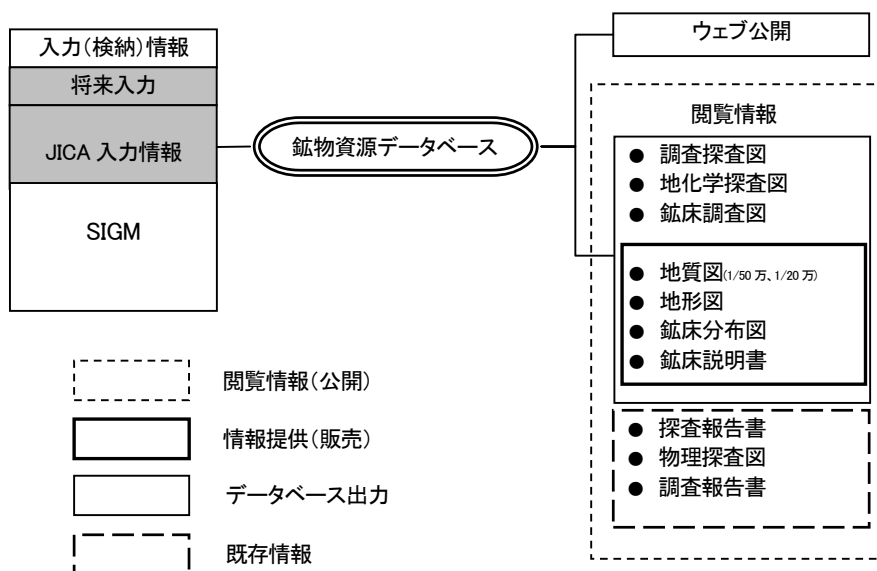 入力(検納)情報
将来入力
JICA 入力情報
SIGM
鉱物資源データベース
ウェブ公開
閲覧情報
● 調査探査図
● 地化学探査図
● 鉱床調査図
● 地質図(1/50 万、1/20 万)
● 地形図
● 鉱床分布図
● 鉱床説明書
● 探査報告書
● 物理探査図
● 調査報告書
閲覧情報(公開)
情報提供(販売)
データベース出力
既存情報